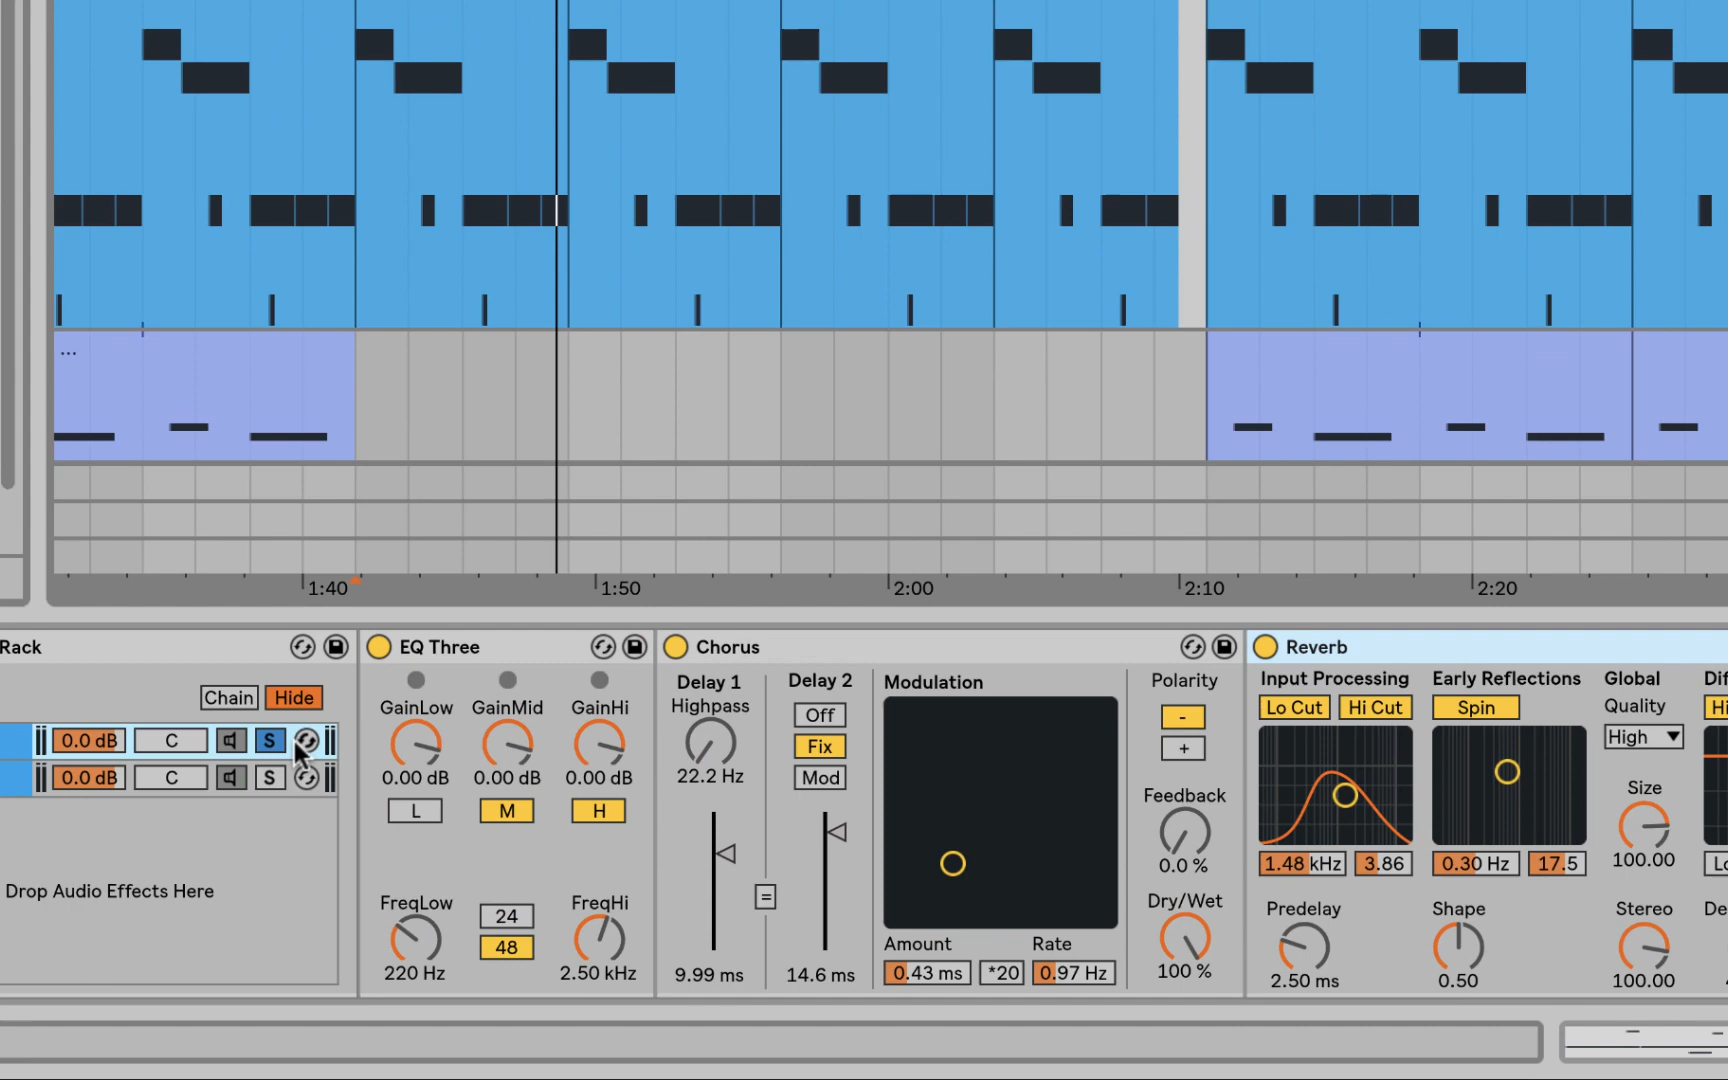 ...
1:40
1:50
2:00
2:10
2:20
Rack
EQ Three
Chorus
Reverb
Chain
Hide
0.0 dB
C
S
0.0 dB
C
S
Drop Audio Effects Here
GainLow
GainMid
GainHi
0.00 dB
0.00 dB
0.00 dB
L
M
H
FreqLow
24
48
FreqHi
220 Hz
2.50 kHz
Delay 1
Highpass
22.2 Hz
9.99 ms
=
Delay 2
Off
Fix
Mod
14.6 ms
Modulation
Amount
Rate
0.43 ms
*20
0.97 Hz
Polarity
-
+
Feedback
0.0 %
Dry/Wet
100 %
Input Processing
Lo Cut
Hi Cut
1.48 kHz
3.86
Predelay
2.50 ms
Early Reflections
Spin
0.30 Hz
17.5
Shape
0.50
Global
Quality
High
Size
100.00
Stereo
100.00